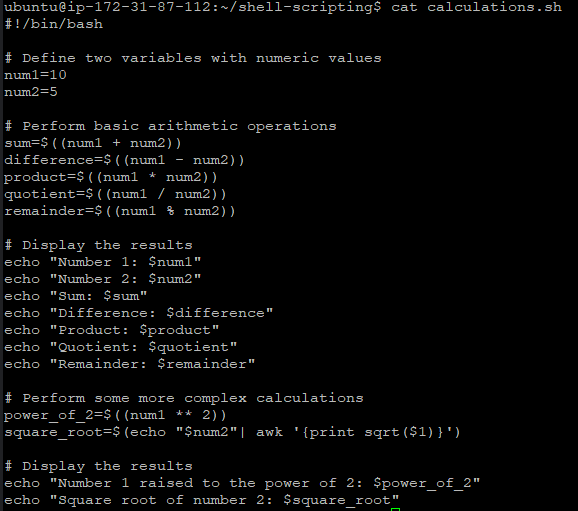 ubuntu@ip-172-31-87-112:~/shell-scripting$ cat calculations.sh
#!/bin/bash

# Define two variables with numeric values
num1=10
num2=5

# Perform basic arithmetic operations
sum=$((num1 + num2))
difference=$((num1 - num2))
product=$((num1 * num2))
quotient=$((num1 / num2))
remainder=$((num1 % num2))

# Display the results
echo "Number 1: $num1"
echo "Number 2: $num2"
echo "Sum: $sum"
echo "Difference: $difference"
echo "Product: $product"
echo "Quotient: $quotient"
echo "Remainder: $remainder"

# Perform some more complex calculations
power_of_2=$((num1 ** 2))
square_root=$(echo "$num2"| awk '{print sqrt($1)}')

# Display the results
echo "Number 1 raised to the power of 2: $power_of_2"
echo "Square root of number 2: $square_root"